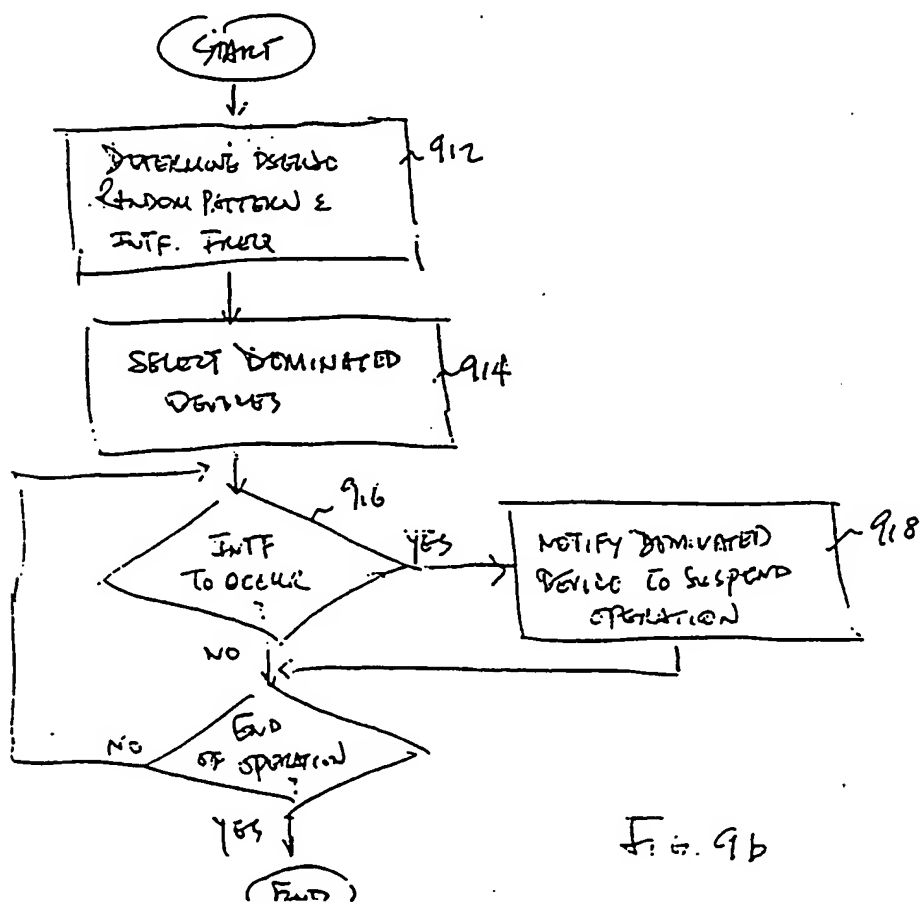 START
DETERMINE PSEUDO
RANDOM PATTERN &
INTF. FREQ
912
SELECT DOMINATED
DEVICES
914
916
INTF
TO OCCUR
?
YES
NOTIFY DOMINATED
DEVICE TO SUSPEND
OPERATION
918
NO
END
OF OPERATION
?
NO
YES
END
Fig. 9b